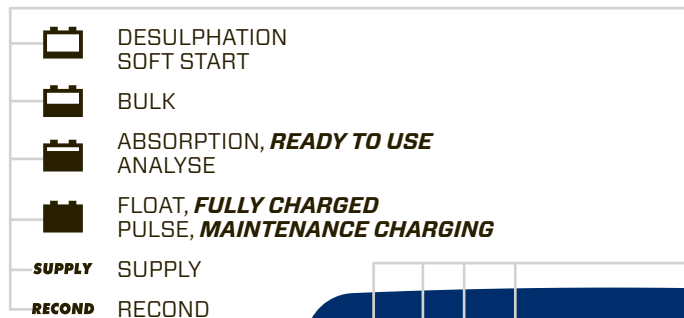 DESULPHATION
SOFT START
BULK
ABSORPTION, READY TO USE
ANALYSE
FLOAT, FULLY CHARGED
PULSE, MAINTENANCE CHARGING
SUPPLY SUPPLY
RECOND RECOND